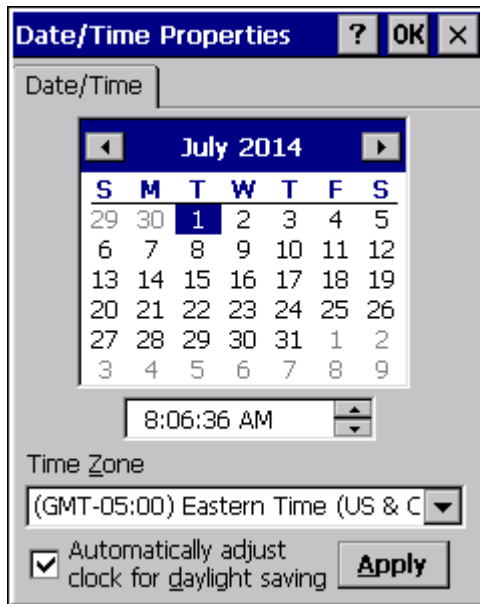 Date/Time Properties ? OK ×
Date/Time
July 2014
S M T W T F S
29 30 1 2 3 4 5
6 7 8 9 10 11 12
13 14 15 16 17 18 19
20 21 22 23 24 25 26
27 28 29 30 31 1 2
3 4 5 6 7 8 9
8:06:36 AM
Time Zone
(GMT-05:00) Eastern Time (US & C
Automatically adjust
clock for daylight saving
Apply